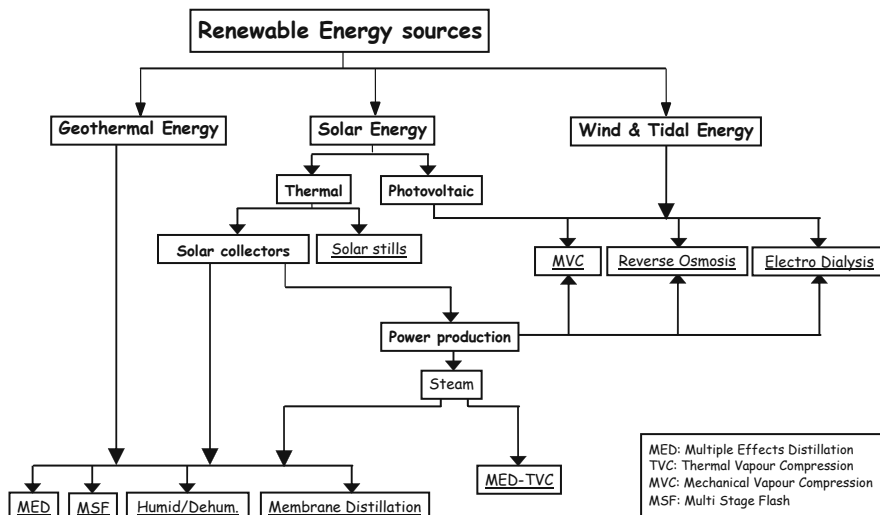 Renewable Energy sources
Geothermal Energy
Solar Energy
Wind & Tidal Energy
Thermal
Photovoltaic
Solar collectors
Solar stills
MVC
Reverse Osmosis
Electro Dialysis
Power production
Steam
MED-TVC
MED
MSF
Humid/Dehum.
Membrane Distillation
MED: Multiple Effects Distillation
TVC: Thermal Vapour Compression
MVC: Mechanical Vapour Compression
MSF: Multi Stage Flash